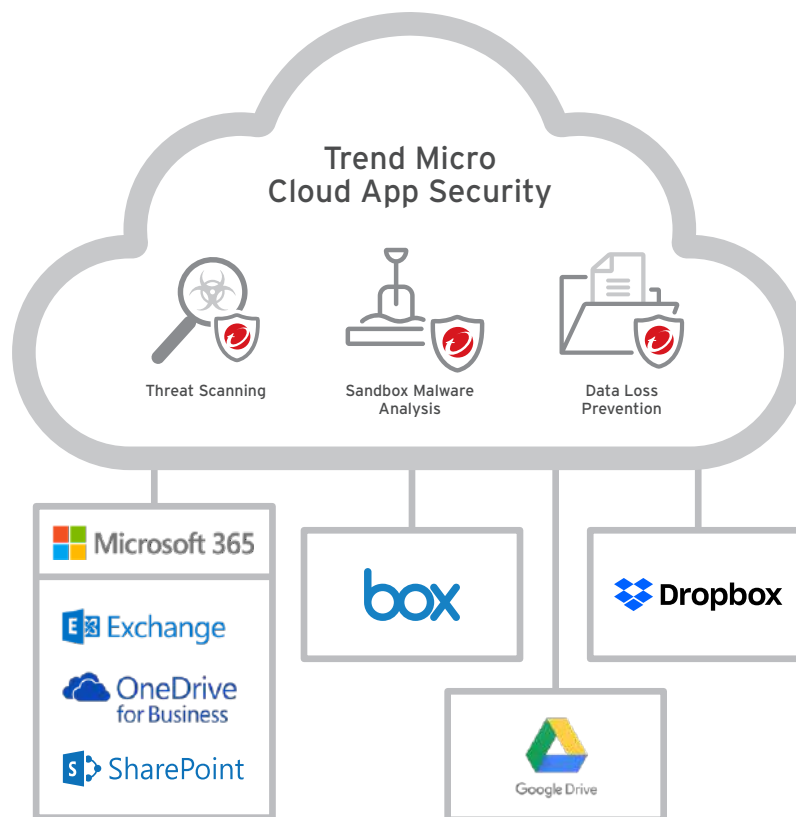 Trend Micro
Cloud App Security
Threat Scanning
Sandbox Malware
Analysis
Data Loss
Prevention
Microsoft 365
E Exchange
OneDrive
for Business
S SharePoint
box
Dropbox
Google Drive